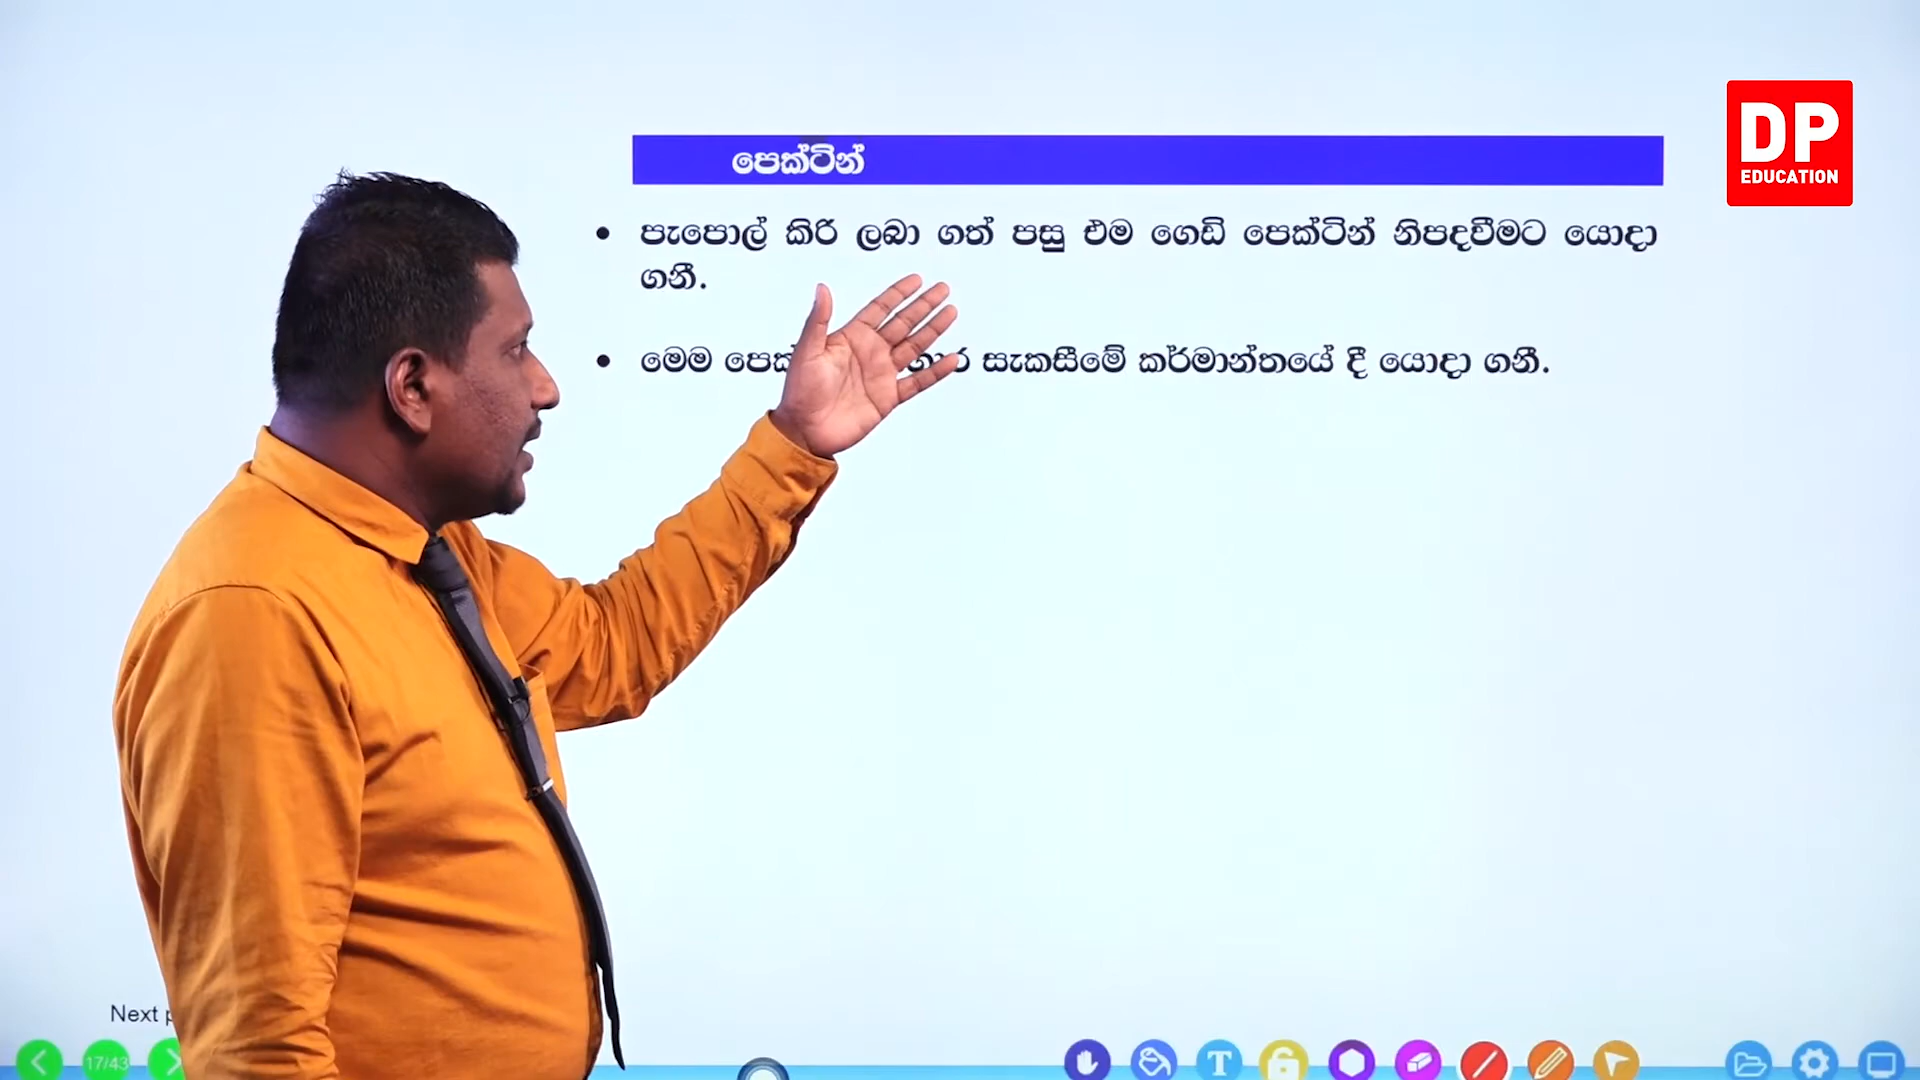 DP
EDUCATION
පෙක්ටින්
• පැපොල් කිරි ලබා ගත් පසු එම ගෙඩි පෙක්ටින් නිපදවීමට යොදා
ගනී.
• මෙම සැකසීමේ කර්මාන්තයේ දී යොදා ගනී.
Next
17/43
T